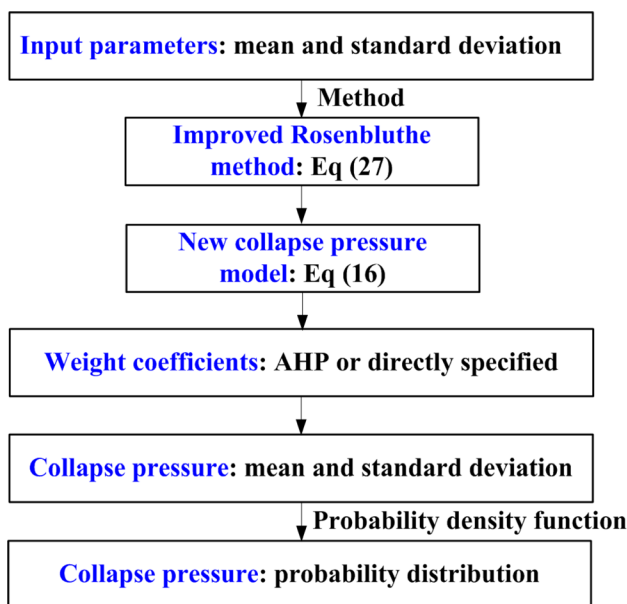 Input parameters: mean and standard deviation
Method
Improved Rosenbluthe
method: Eq (27)
New collapse pressure
model: Eq (16)
Weight coefficients: AHP or directly specified
Collapse pressure: mean and standard deviation
Probability density function
Collapse pressure: probability distribution